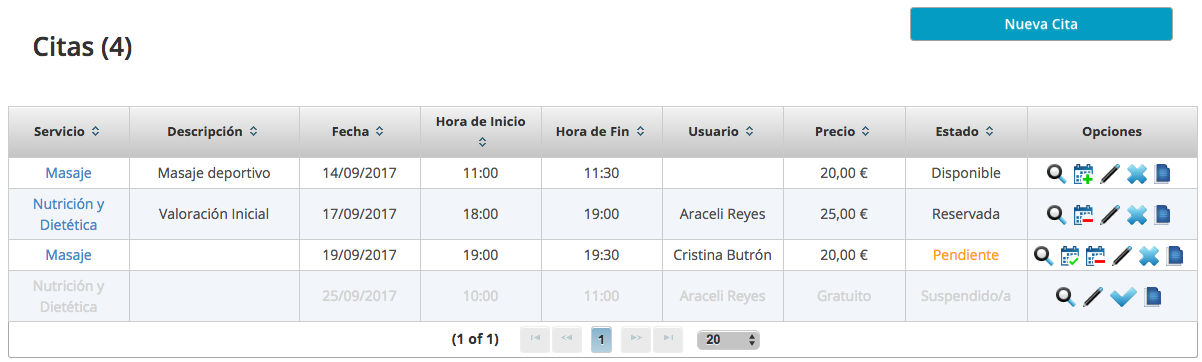 Nueva Cita
Citas (4)
Servicio Descripción Fecha Hora de Inicio Hora de Fin Usuario Precio Estado Opciones
Masaje Masaje deportivo 14/09/2017 11:00 11:30 20,00 € Disponible
Nutrición y Dietética Valoración Inicial 17/09/2017 18:00 19:00 Araceli Reyes 25,00 € Reservada
Masaje 19/09/2017 19:00 19:30 Cristina Butrón 20,00 € Pendiente
Nutrición y Dietética 25/09/2017 10:00 11:00 Araceli Reyes Gratuito Suspendido/a
(1 of 1) 1 20